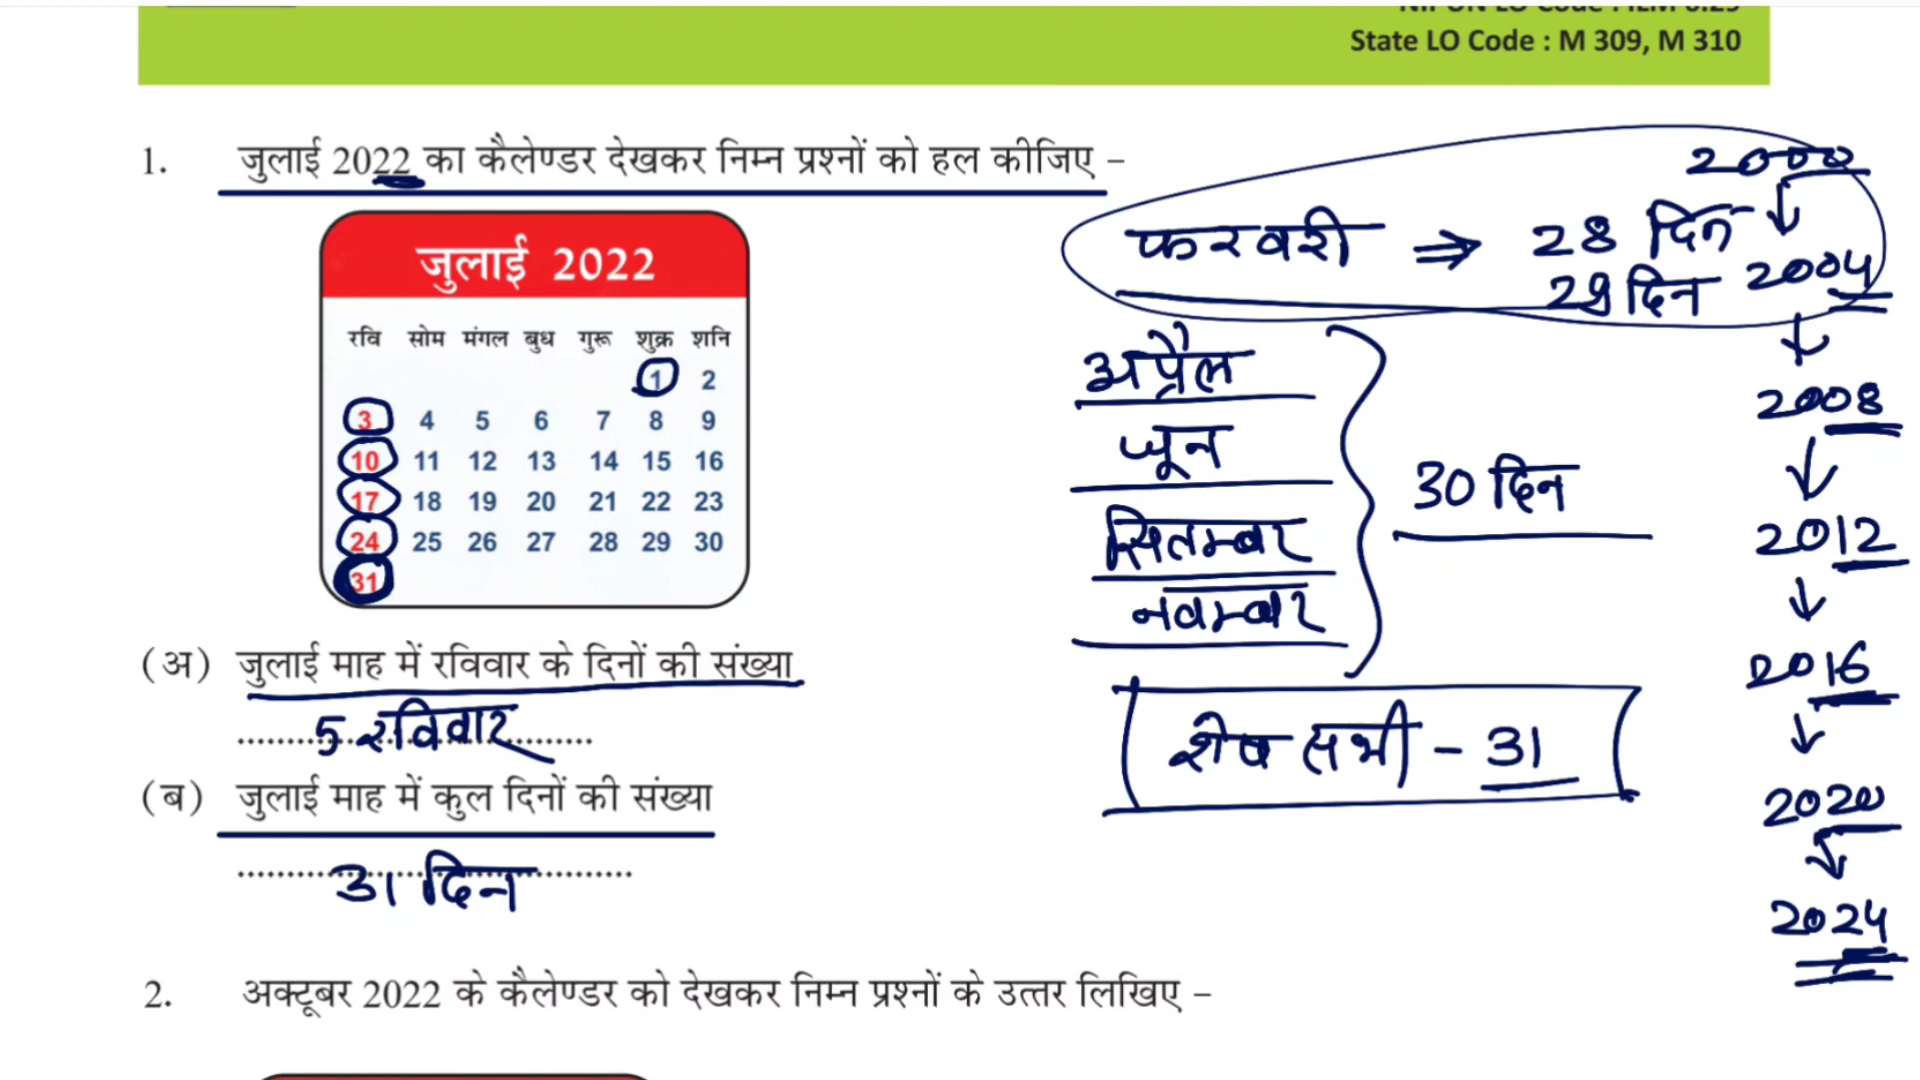 State LO Code : M 309, M 310
1. जुलाई 2022 का कैलेण्डर देखकर निम्न प्रश्नों को हल कीजिए –
जुलाई 2022
रवि सोम मंगल बुध गुरू शुक्र शनि
1 2
3 4 5 6 7 8 9
10 11 12 13 14 15 16
17 18 19 20 21 22 23
24 25 26 27 28 29 30
31
(अ) जुलाई माह में रविवार के दिनों की संख्या
5 रविवार
(ब) जुलाई माह में कुल दिनों की संख्या
31 दिन
फरवरी ⇒ 28 दिन
29 दिन
अप्रैल
जून
सितम्बर
नवम्बर
30 दिन
शेष सभी – 31
2000
↓
2004
↓
2008
↓
2012
↓
2016
↓
2020
↓
2024
2. अक्टूबर 2022 के कैलेण्डर को देखकर निम्न प्रश्नों के उत्तर लिखिए –